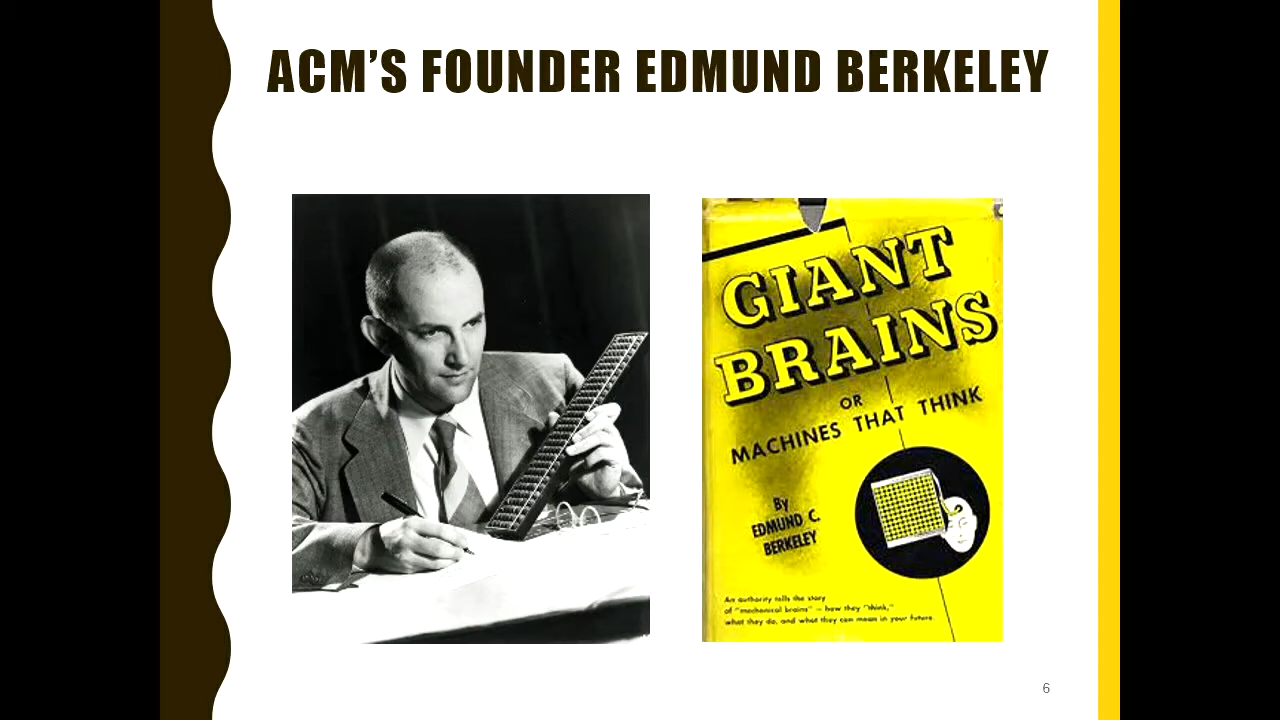 ACM'S FOUNDER EDMUND BERKELEY
GIANT
BRAINS
OR
MACHINES THAT THINK
By
EDMUND C.
BERKELEY
An authority tells the story
of "mechanical brains" — how they "think,"
what they do, and what they can mean in your future.
6